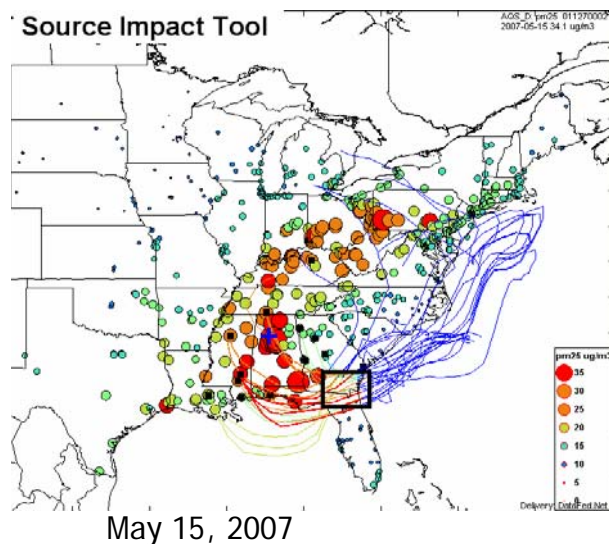 Source Impact Tool
AQS_D: pm25 011270002
2007-05-15 34.1 ug/m3
pm25 ug/m3
35
30
25
20
15
10
5
0
Delivery: DataFed.Net
May 15, 2007